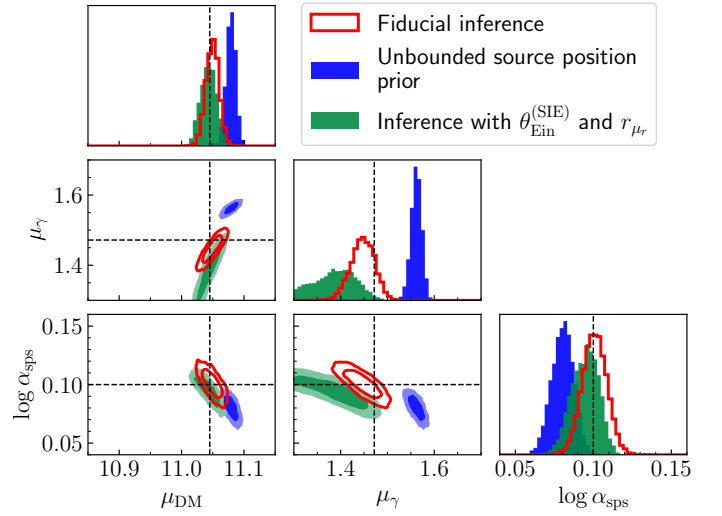 Fiducial inference
Unbounded source position
prior
Inference with θ_Ein^(SIE) and r_μ_r
1.6
1.4
μ_γ
0.15
0.10
0.05
log α_sps
10.9 11.0 11.1
μ_DM
1.4 1.6
μ_γ
0.05 0.10 0.15
log α_sps